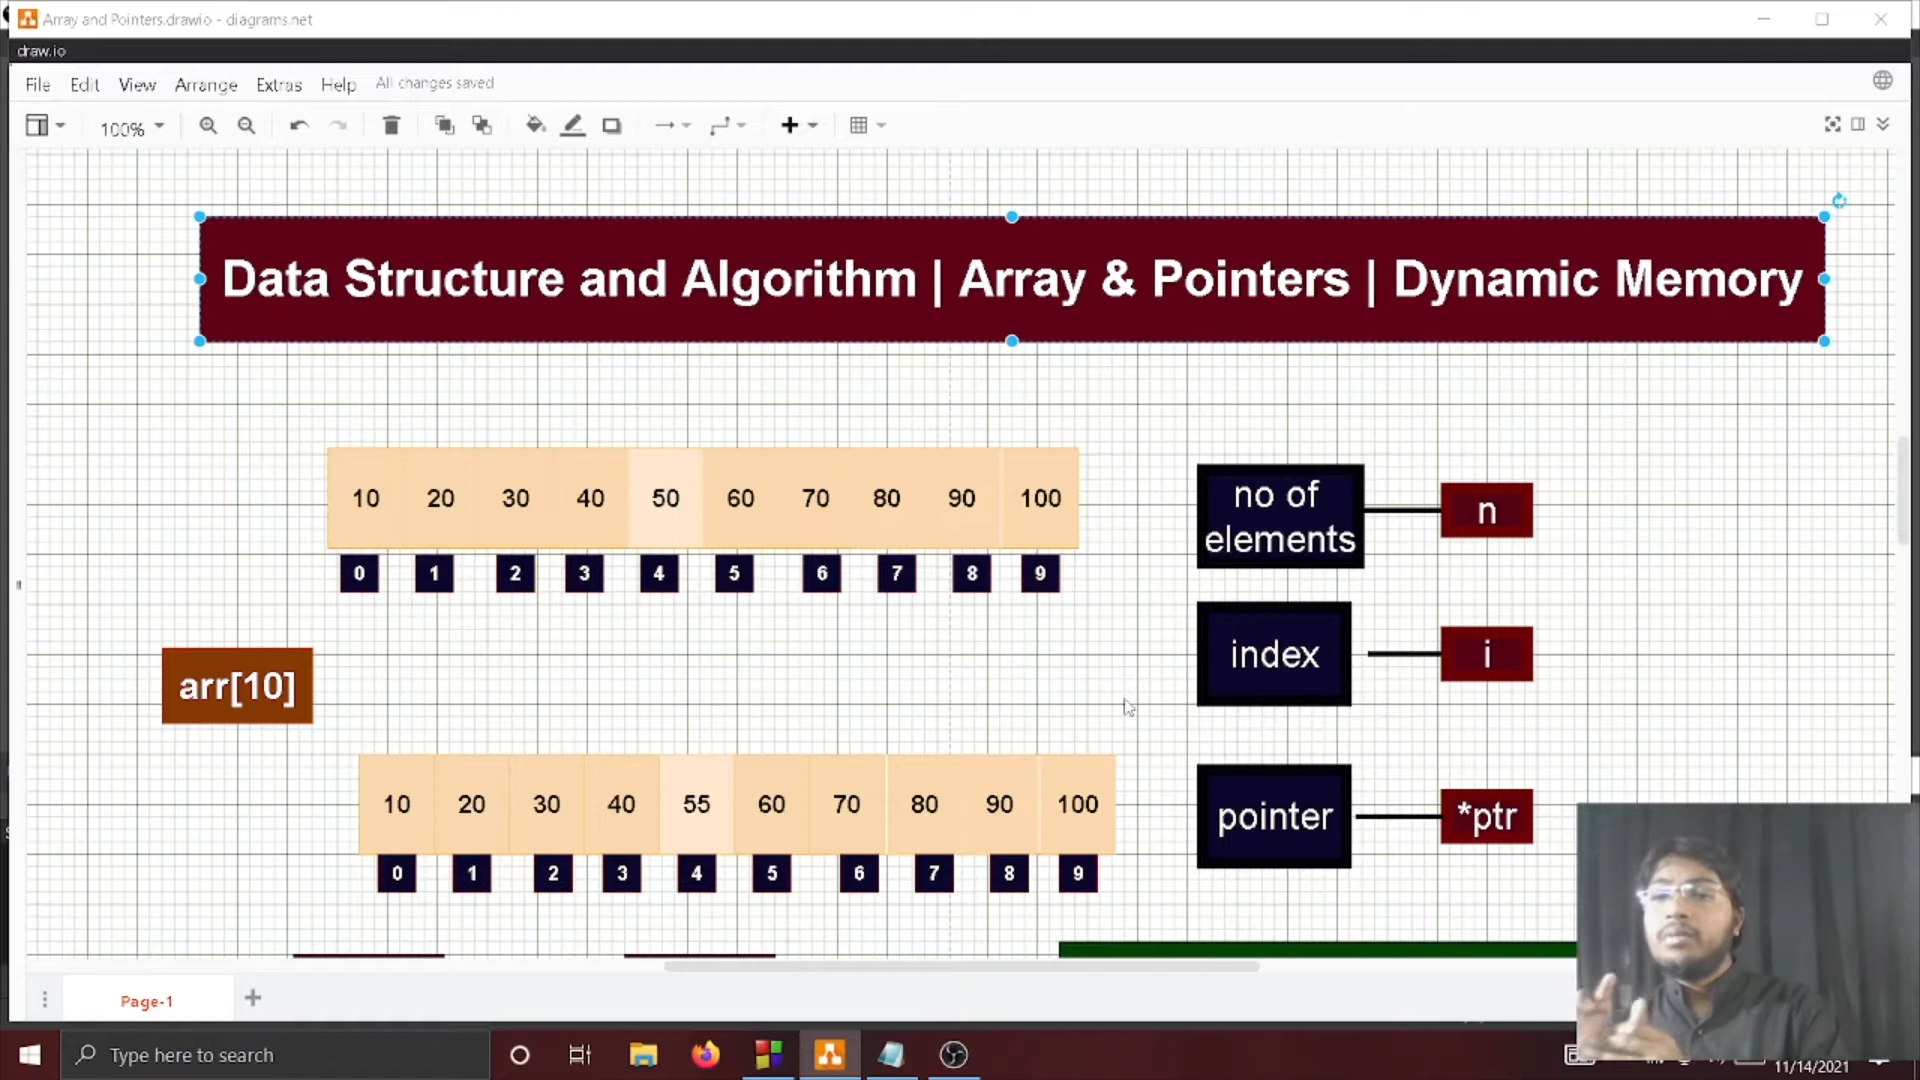 Array and Pointers.drawio - diagrams.net
draw.io
File Edit View Arrange Extras Help All changes saved
100%
Data Structure and Algorithm | Array & Pointers | Dynamic Memory
10 20 30 40 50 60 70 80 90 100
0 1 2 3 4 5 6 7 8 9
no of
elements
n
index
i
arr[10]
10 20 30 40 55 60 70 80 90 100
0 1 2 3 4 5 6 7 8 9
pointer
*ptr
Page-1
Type here to search
11/14/2021